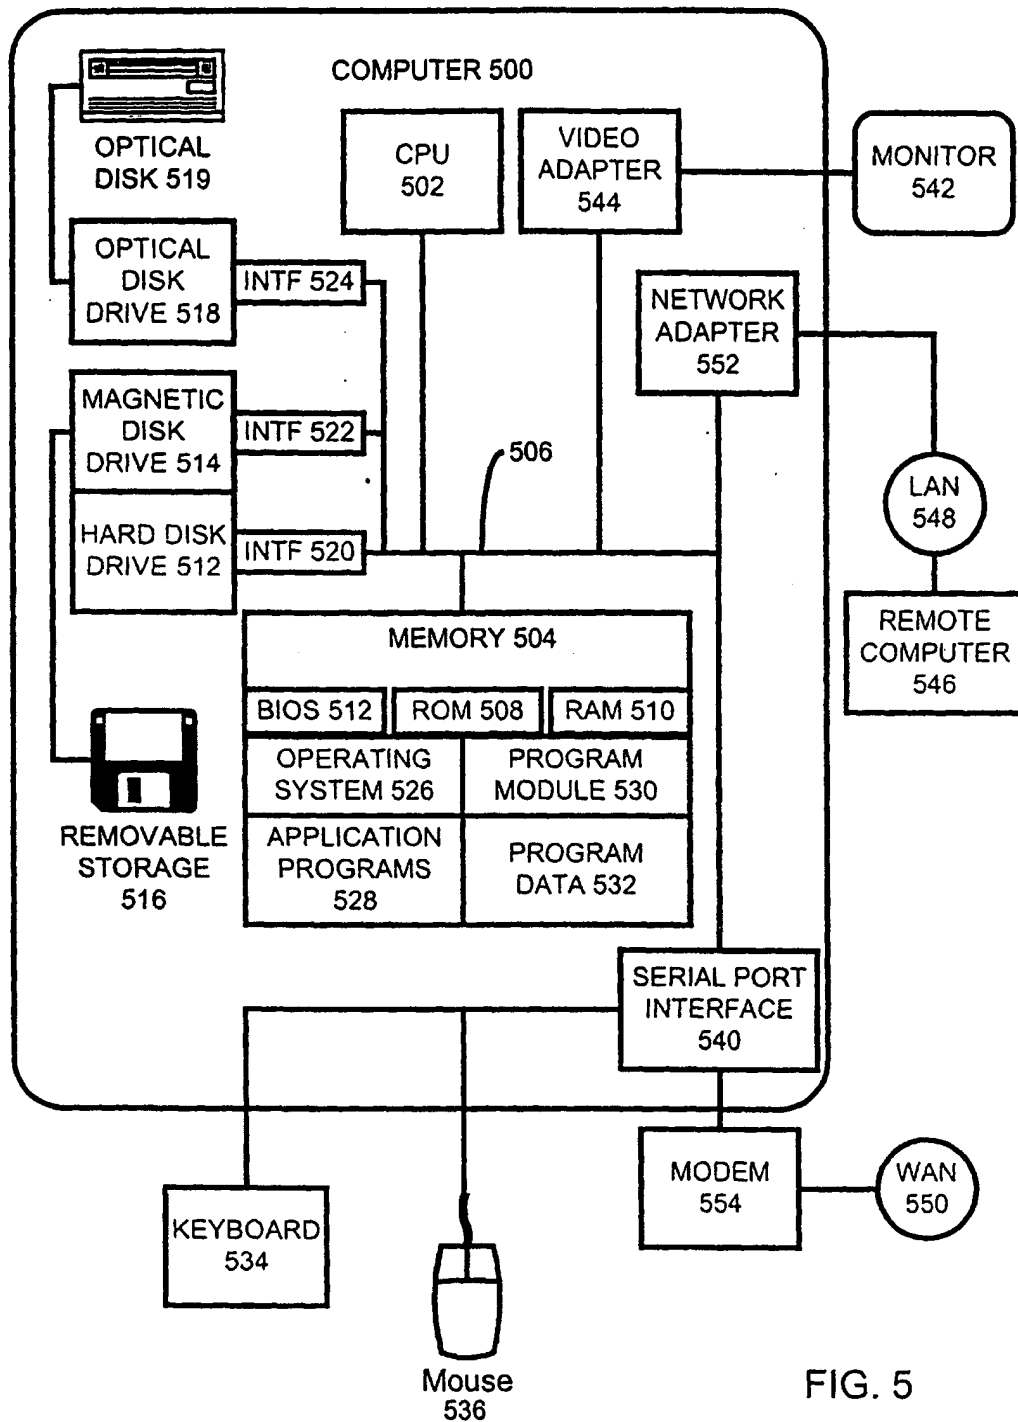 COMPUTER 500
OPTICAL
DISK 519
CPU
502
VIDEO
ADAPTER
544
MONITOR
542
OPTICAL
DISK
DRIVE 518
INTF 524
NETWORK
ADAPTER
552
MAGNETIC
DISK
DRIVE 514
INTF 522
506
LAN
548
HARD DISK
DRIVE 512
INTF 520
REMOTE
COMPUTER
546
MEMORY 504
BIOS 512
ROM 508
RAM 510
OPERATING
SYSTEM 526
PROGRAM
MODULE 530
REMOVABLE
STORAGE
516
APPLICATION
PROGRAMS
528
PROGRAM
DATA 532
SERIAL PORT
INTERFACE
540
MODEM
554
WAN
550
KEYBOARD
534
Mouse
536
FIG. 5